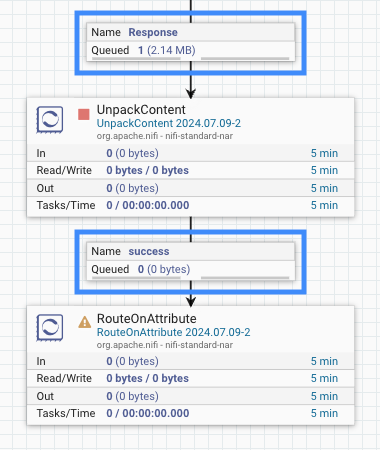 Name Response
Queued 1 (2.14 MB)
UnpackContent
UnpackContent 2024.07.09-2
org.apache.nifi - nifi-standard-nar
In 0 (0 bytes) 5 min
Read/Write 0 bytes / 0 bytes 5 min
Out 0 (0 bytes) 5 min
Tasks/Time 0 / 00:00:00.000 5 min
Name success
Queued 0 (0 bytes)
RouteOnAttribute
RouteOnAttribute 2024.07.09-2
org.apache.nifi - nifi-standard-nar
In 0 (0 bytes) 5 min
Read/Write 0 bytes / 0 bytes 5 min
Out 0 (0 bytes) 5 min
Tasks/Time 0 / 00:00:00.000 5 min